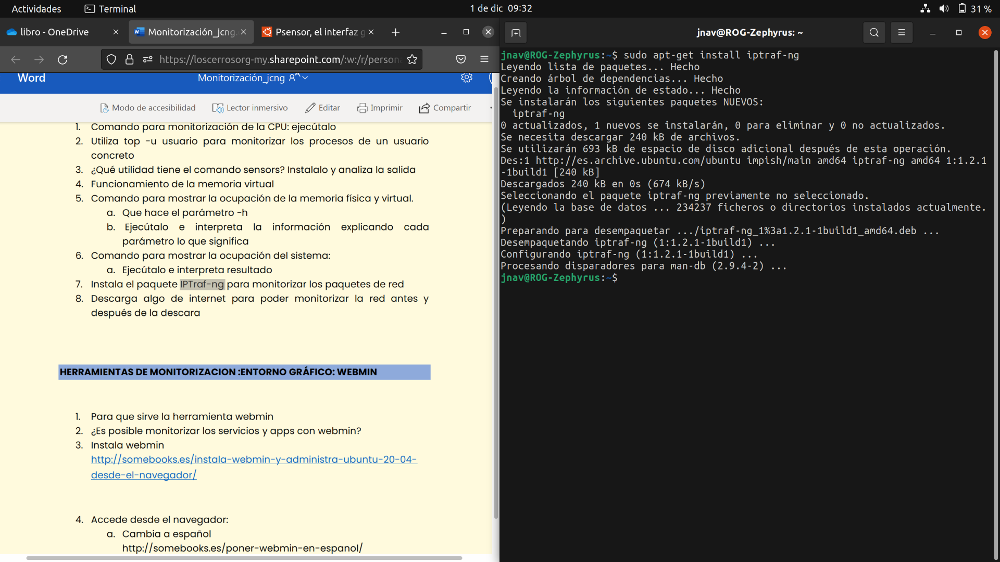 Actividades
Terminal
1 de dic 09:32
31 %
libro - OneDrive
Monitorización_jcng.
Psensor, el interfaz g
https://loscerrosorg-my.sharepoint.com/:w:/r/persona
Word
Monitorización_jcng
Modo de accesibilidad
Lector inmersivo
Editar
Imprimir
Compartir
1. Comando para monitorización de la CPU: ejecútalo
2. Utiliza top -u usuario para monitorizar los procesos de un usuario
concreto
3. ¿Qué utilidad tiene el comando sensors? Instalalo y analiza la salida
4. Funcionamiento de la memoria virtual
5. Comando para mostrar la ocupación de la memoria física y virtual.
a. Que hace el parámetro -h
b. Ejecútalo e interpreta la información explicando cada
parámetro lo que significa
6. Comando para mostrar la ocupación del sistema:
a. Ejecútalo e interpreta resultado
7. Instala el paquete IPTraf-ng para monitorizar los paquetes de red
8. Descarga algo de internet para poder monitorizar la red antes y
después de la descara
HERRAMIENTAS DE MONITORIZACION :ENTORNO GRÁFICO: WEBMIN
1. Para que sirve la herramienta webmin
2. ¿Es posible monitorizar los servicios y apps con webmin?
3. Instala webmin
http://somebooks.es/instala-webmin-y-administra-ubuntu-20-04-
desde-el-navegador/
4. Accede desde el navegador:
a. Cambia a español
http://somebooks.es/poner-webmin-en-espanol/
jnav@ROG-Zephyrus: ~
jnav@ROG-Zephyrus:~$ sudo apt-get install iptraf-ng
Leyendo lista de paquetes... Hecho
Creando árbol de dependencias... Hecho
Leyendo la información de estado... Hecho
Se instalarán los siguientes paquetes NUEVOS:
iptraf-ng
0 actualizados, 1 nuevos se instalarán, 0 para eliminar y 0 no actualizados.
Se necesita descargar 240 kB de archivos.
Se utilizarán 693 kB de espacio de disco adicional después de esta operación.
Des:1 http://es.archive.ubuntu.com/ubuntu impish/main amd64 iptraf-ng amd64 1:1.2.1
-1build1 [240 kB]
Descargados 240 kB en 0s (674 kB/s)
Seleccionando el paquete iptraf-ng previamente no seleccionado.
(Leyendo la base de datos ... 234237 ficheros o directorios instalados actualmente.
)
Preparando para desempaquetar .../iptraf-ng_1%3a1.2.1-1build1_amd64.deb ...
Desempaquetando iptraf-ng (1:1.2.1-1build1) ...
Configurando iptraf-ng (1:1.2.1-1build1) ...
Procesando disparadores para man-db (2.9.4-2) ...
jnav@ROG-Zephyrus:~$